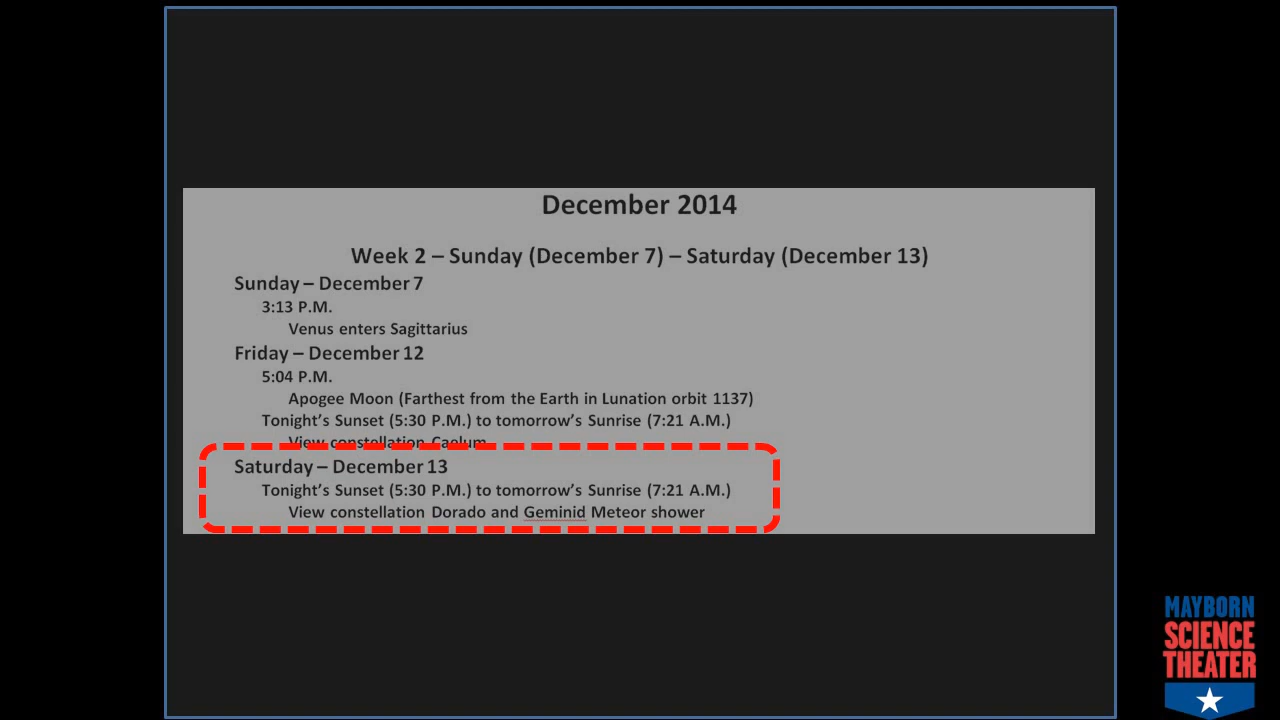 December 2014
Week 2 – Sunday (December 7) – Saturday (December 13)
Sunday – December 7
3:13 P.M.
Venus enters Sagittarius
Friday – December 12
5:04 P.M.
Apogee Moon (Farthest from the Earth in Lunation orbit 1137)
Tonight's Sunset (5:30 P.M.) to tomorrow's Sunrise (7:21 A.M.)
View constellation Caelum
Saturday – December 13
Tonight's Sunset (5:30 P.M.) to tomorrow's Sunrise (7:21 A.M.)
View constellation Dorado and Geminid Meteor shower
MAYBORN
SCIENCE
THEATER